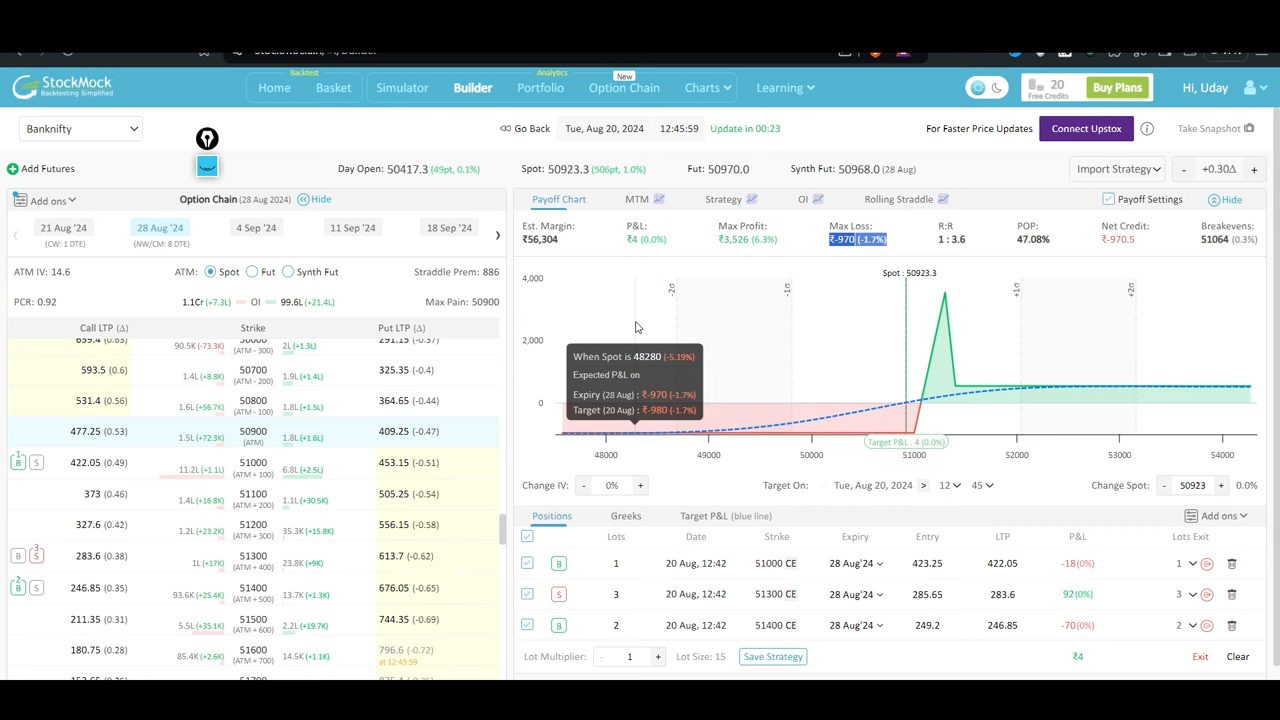 StockMock
Backtesting Simplified
Backtest
Home
Basket
Simulator
Builder
Analytics
Portfolio
New
Option Chain
Charts
Learning
20
Free Credits
Buy Plans
Hi, Uday
Banknifty
Go Back
Tue, Aug 20, 2024
12:45:59
Update in 00:23
For Faster Price Updates
Connect Upstox
Take Snapshot
Add Futures
Day Open: 50417.3 (49pt, 0.1%)
Spot: 50923.3 (506pt, 1.0%)
Fut: 50970.0
Synth Fut: 50968.0 (28 Aug)
Import Strategy
- +0.30Δ +
Add ons
Option Chain (28 Aug 2024)
Hide
21 Aug '24
28 Aug '24
4 Sep '24
11 Sep '24
18 Sep '24
(CW: 1 DTE)
(NW/CM: 8 DTE)
ATM IV: 14.6
ATM: Spot Fut Synth Fut
Straddle Prem: 886
PCR: 0.92
1.1Cr (+7.3L) OI 99.6L (+21.4L)
Max Pain: 50900
Call LTP (Δ) Strike Put LTP (Δ)
90.5K (-73.3K) (ATM - 300) 2L (+1.3L)
593.5 (0.6) 1.4L (+8.8K) 50700 (ATM - 200) 1.9L (+1.4L) 325.35 (-0.4)
531.4 (0.56) 1.6L (+56.7K) 50800 (ATM - 100) 1.8L (+1.5L) 364.65 (-0.44)
477.25 (0.53) 1.5L (+72.3K) 50900 (ATM) 1.8L (+1.6L) 409.25 (-0.47)
1 B S 422.05 (0.49) 11.2L (+1.1L) 51000 (ATM + 100) 6.8L (+2.5L) 453.15 (-0.51)
373 (0.46) 1.4L (+16.8K) 51100 (ATM + 200) 1.1L (+30.5K) 505.25 (-0.54)
327.6 (0.42) 1.2L (+23.2K) 51200 (ATM + 300) 35.3K (+15.8K) 556.15 (-0.58)
B 3 S 283.6 (0.38) 1L (+17K) 51300 (ATM + 400) 23.8K (+9K) 613.7 (-0.62)
2 B S 246.85 (0.35) 93.6K (+25.4K) 51400 (ATM + 500) 13.7K (+1.3K) 676.05 (-0.65)
211.35 (0.31) 5.5L (+35.1K) 51500 (ATM + 600) 2.2L (+19.7K) 744.35 (-0.69)
180.75 (0.28) 85.4K (+2.6K) 51600 (ATM + 700) 14.5K (+1.1K) 796.6 (-0.72)
at 12:43:59
Payoff Chart
MTM
Strategy
OI
Rolling Straddle
Payoff Settings
Hide
Est. Margin: P&L: Max Profit: Max Loss: R:R POP: Net Credit: Breakevens:
₹56,304 ₹4 (0.0%) ₹3,526 (6.3%) ₹-970 (-1.7%) 1 : 3.6 47.08% ₹-970.5 51064 (0.3%)
Spot : 50923.3
4,000
-2σ
-1σ
+1σ
+2σ
2,000
When Spot is 48280 (-5.19%)
Expected P&L on
Expiry (28 Aug) : ₹-970 (-1.7%)
Target (20 Aug) : ₹-980 (-1.7%)
0
Target P&L : 4 (0.0%)
48000 49000 50000 51000 52000 53000 54000
Change IV: - 0% +
Target On: Tue, Aug 20, 2024 > 12 45
Change Spot: - 50923 + 0.0%
Positions
Greeks
Target P&L (blue line)
Add ons
Lots Date Strike Expiry Entry LTP P&L Lots Exit
B 1 20 Aug, 12:42 51000 CE 28 Aug'24 423.25 422.05 -18(0%) 1
S 3 20 Aug, 12:42 51300 CE 28 Aug'24 285.65 283.6 92(0%) 3
B 2 20 Aug, 12:42 51400 CE 28 Aug'24 249.2 246.85 -70(0%) 2
Lot Multiplier: - 1 + Lot Size: 15 Save Strategy ₹4 Exit Clear